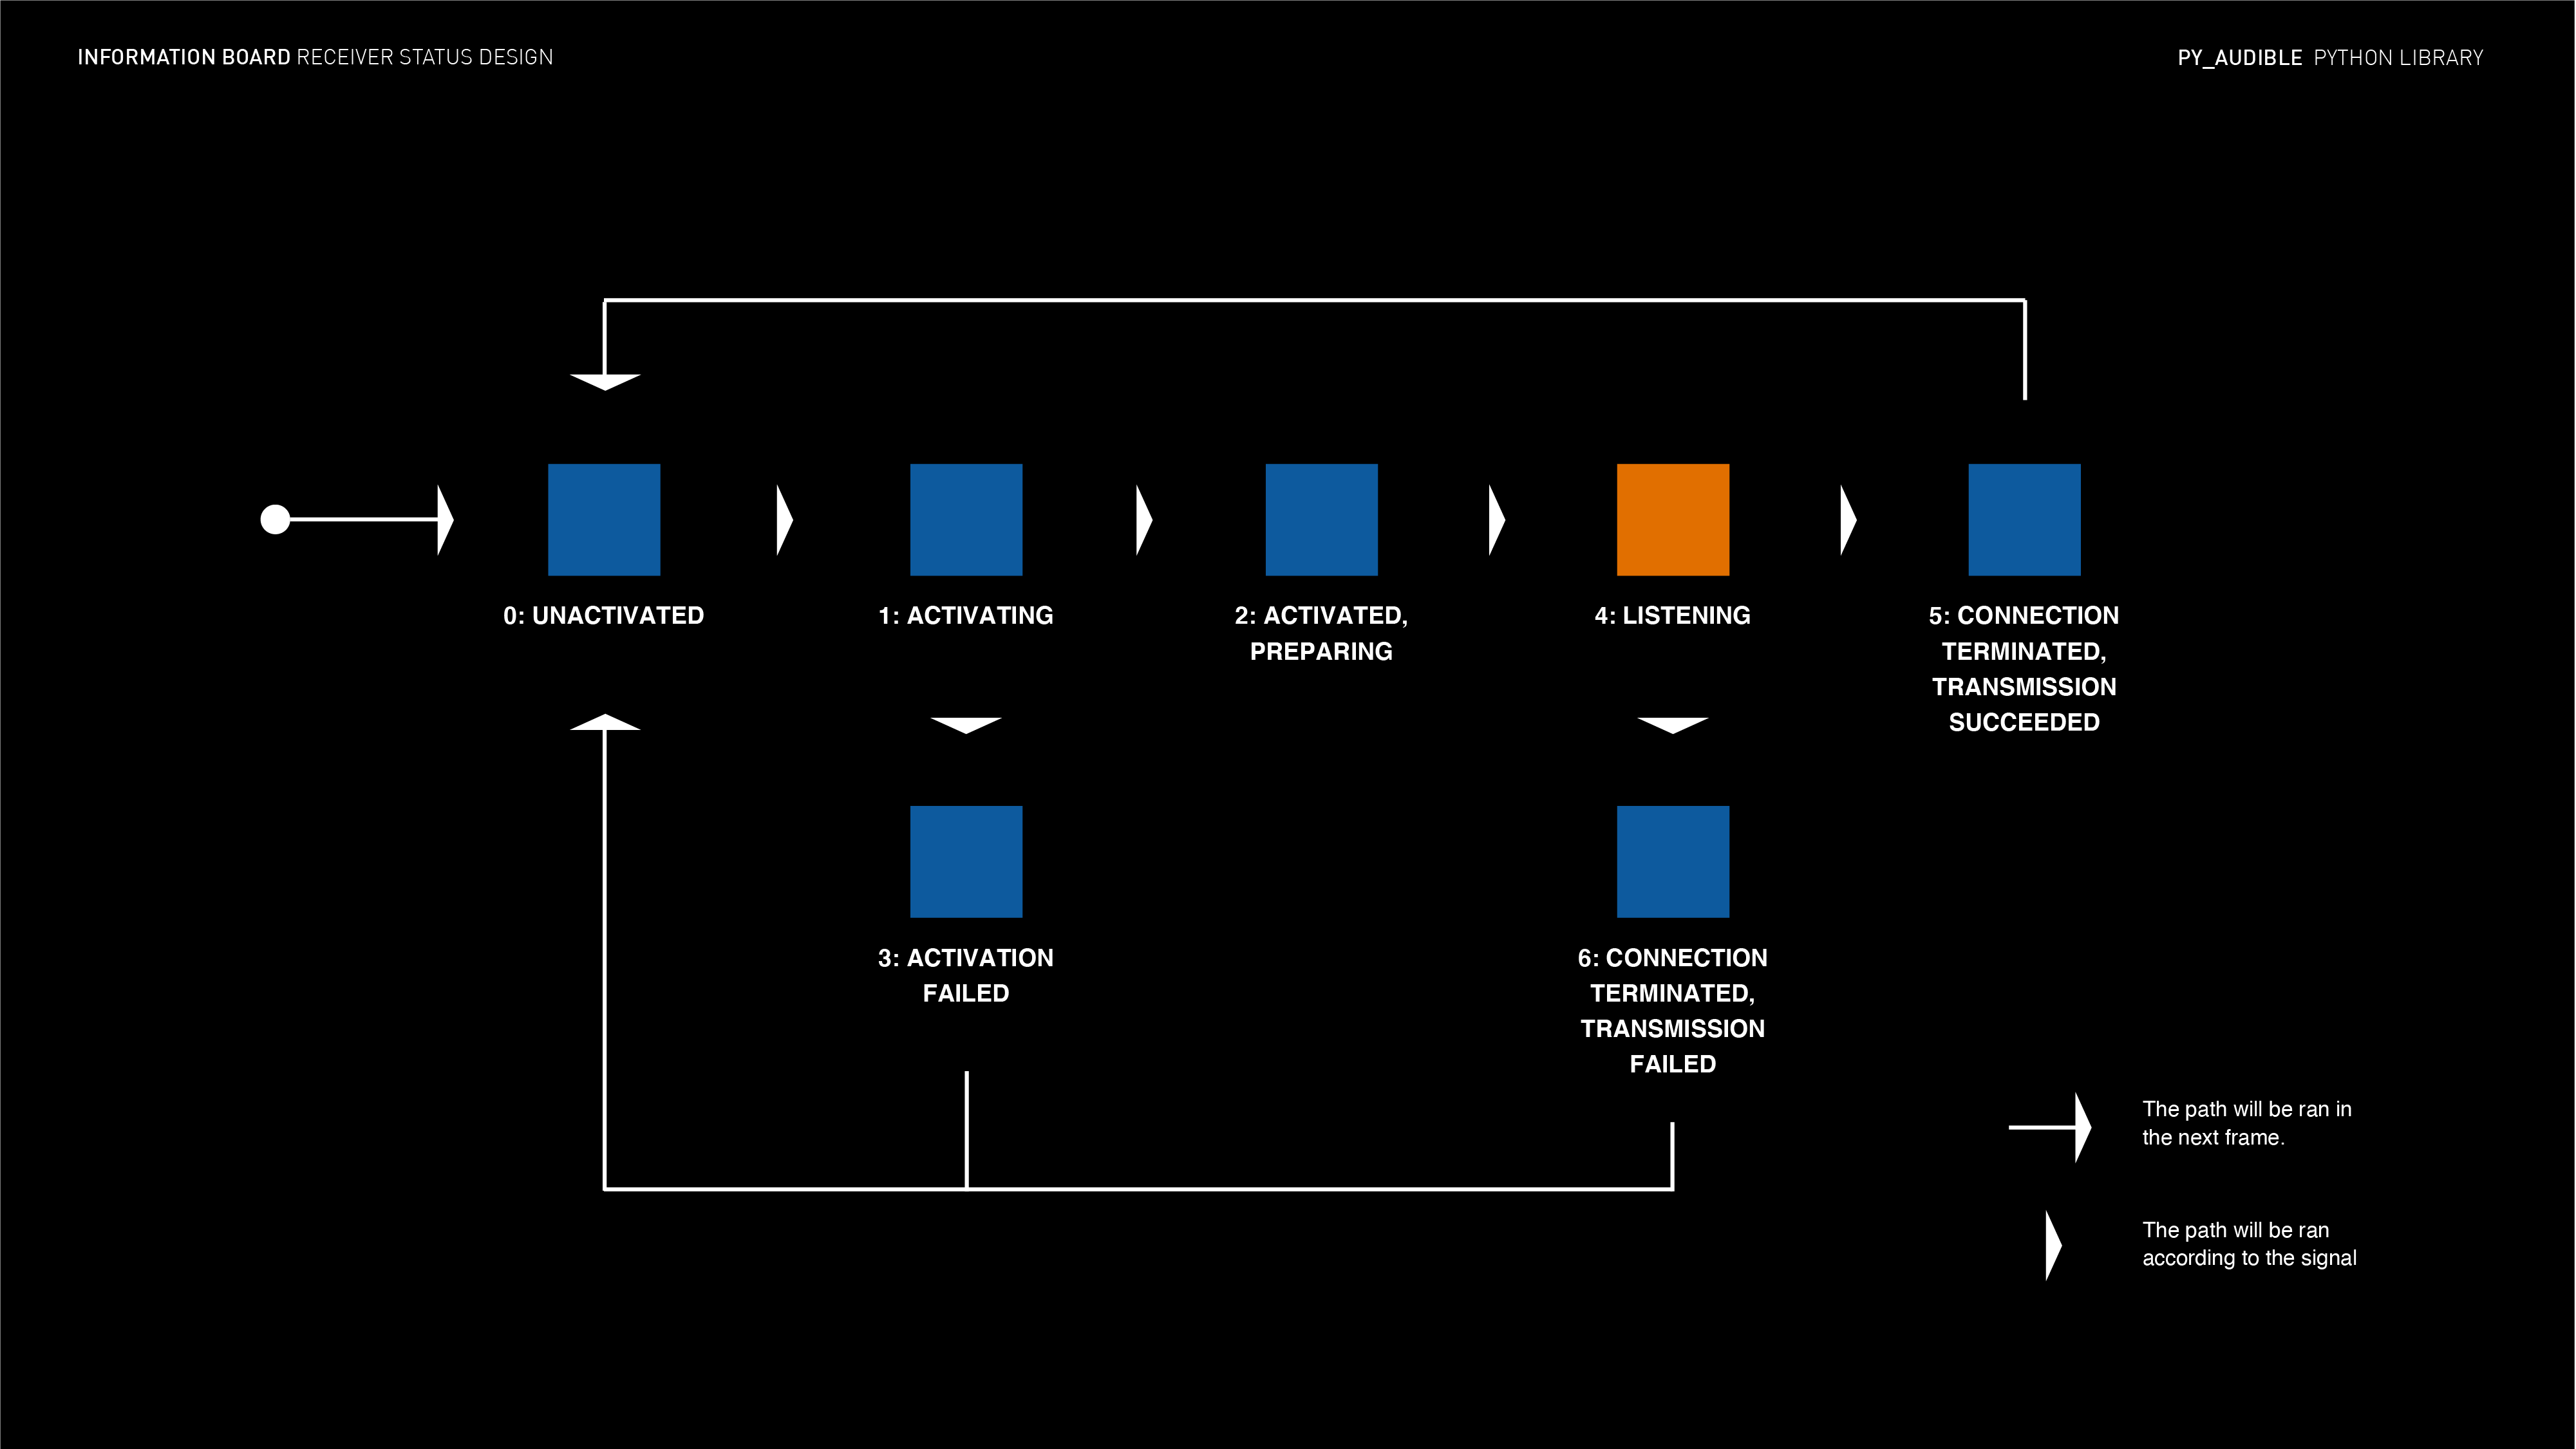 INFORMATION BOARD RECEIVER STATUS DESIGN
PY_AUDIBLE PYTHON LIBRARY
0: UNACTIVATED
1: ACTIVATING
2: ACTIVATED,
PREPARING
4: LISTENING
5: CONNECTION
TERMINATED,
TRANSMISSION
SUCCEEDED
3: ACTIVATION
FAILED
6: CONNECTION
TERMINATED,
TRANSMISSION
FAILED
The path will be ran in
the next frame.
The path will be ran
according to the signal